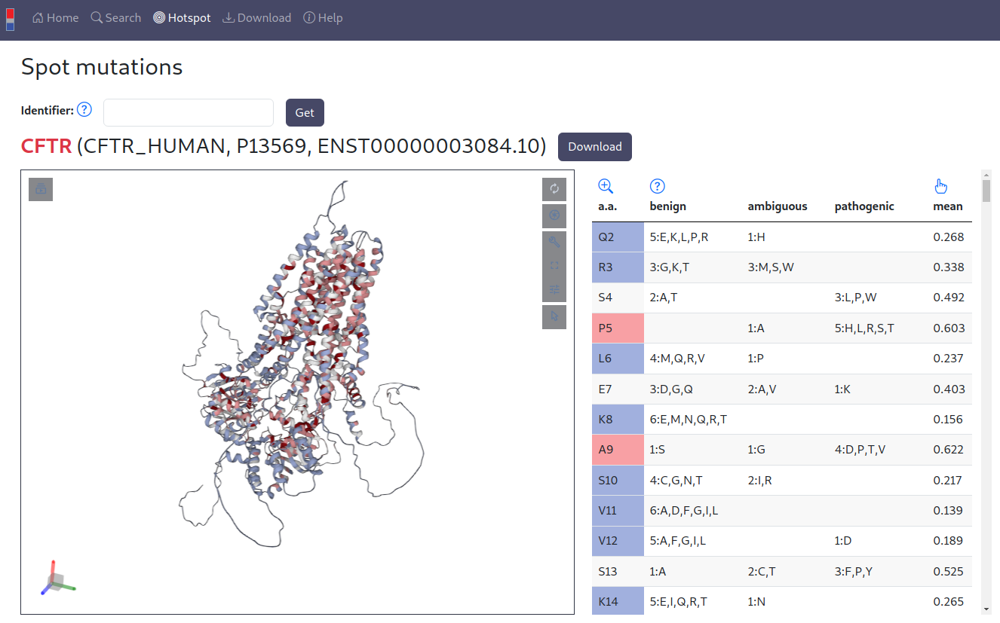 Home Search Hotspot Download Help
Spot mutations
Identifier: Get
CFTR (CFTR_HUMAN, P13569, ENST00000003084.10) Download
a.a. benign ambiguous pathogenic mean
Q2 5:E,K,L,P,R 1:H 0.268
R3 3:G,K,T 3:M,S,W 0.338
S4 2:A,T 3:L,P,W 0.492
P5 1:A 5:H,L,R,S,T 0.603
L6 4:M,Q,R,V 1:P 0.237
E7 3:D,G,Q 2:A,V 1:K 0.403
K8 6:E,M,N,Q,R,T 0.156
A9 1:S 1:G 4:D,P,T,V 0.622
S10 4:C,G,N,T 2:I,R 0.217
V11 6:A,D,F,G,I,L 0.139
V12 5:A,F,G,I,L 1:D 0.189
S13 1:A 2:C,T 3:F,P,Y 0.525
K14 5:E,I,Q,R,T 1:N 0.265